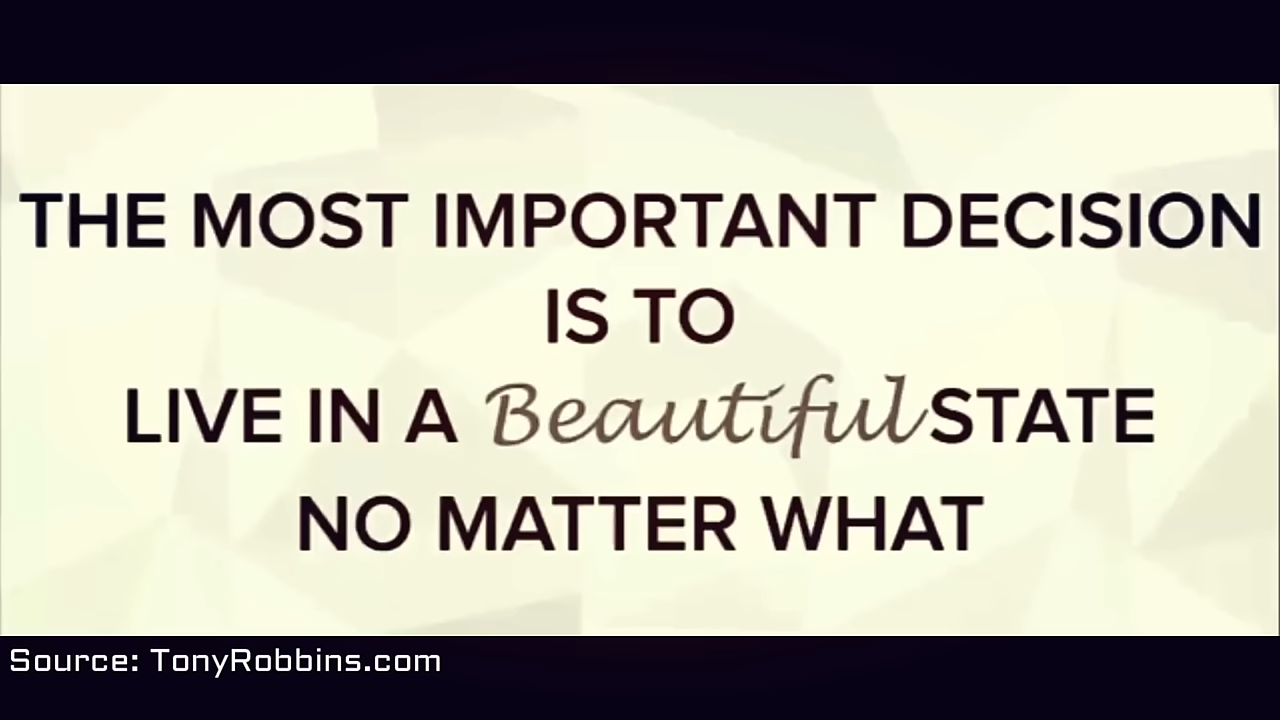 THE MOST IMPORTANT DECISION
IS TO
LIVE IN A Beautiful STATE
NO MATTER WHAT
Source: TonyRobbins.com